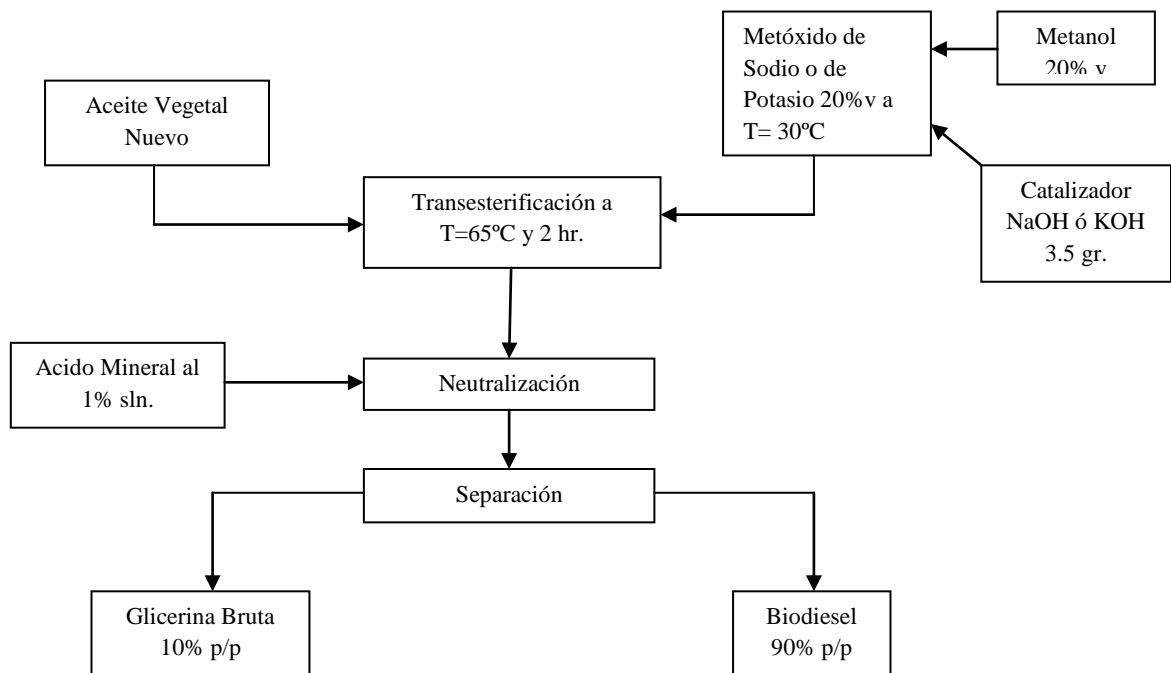 Metóxido de
Sodio o de
Potasio 20%v a
T= 30ºC
Metanol
20% v
Aceite Vegetal
Nuevo
Catalizador
NaOH ó KOH
3.5 gr.
Transesterificación a
T=65ºC y 2 hr.
Acido Mineral al
1% sln.
Neutralización
Separación
Glicerina Bruta
10% p/p
Biodiesel
90% p/p